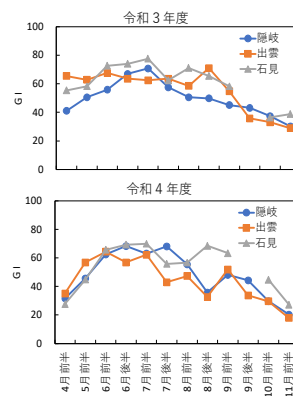 令和3年度
100
80
60
40
20
0
GI
隠岐
出雲
石見
令和4年度
100
80
60
40
20
0
GI
隠岐
出雲
石見
4月前半
5月前半
6月前半
6月後半
7月前半
7月後半
8月前半
8月後半
9月前半
9月後半
10月前半
11月前半